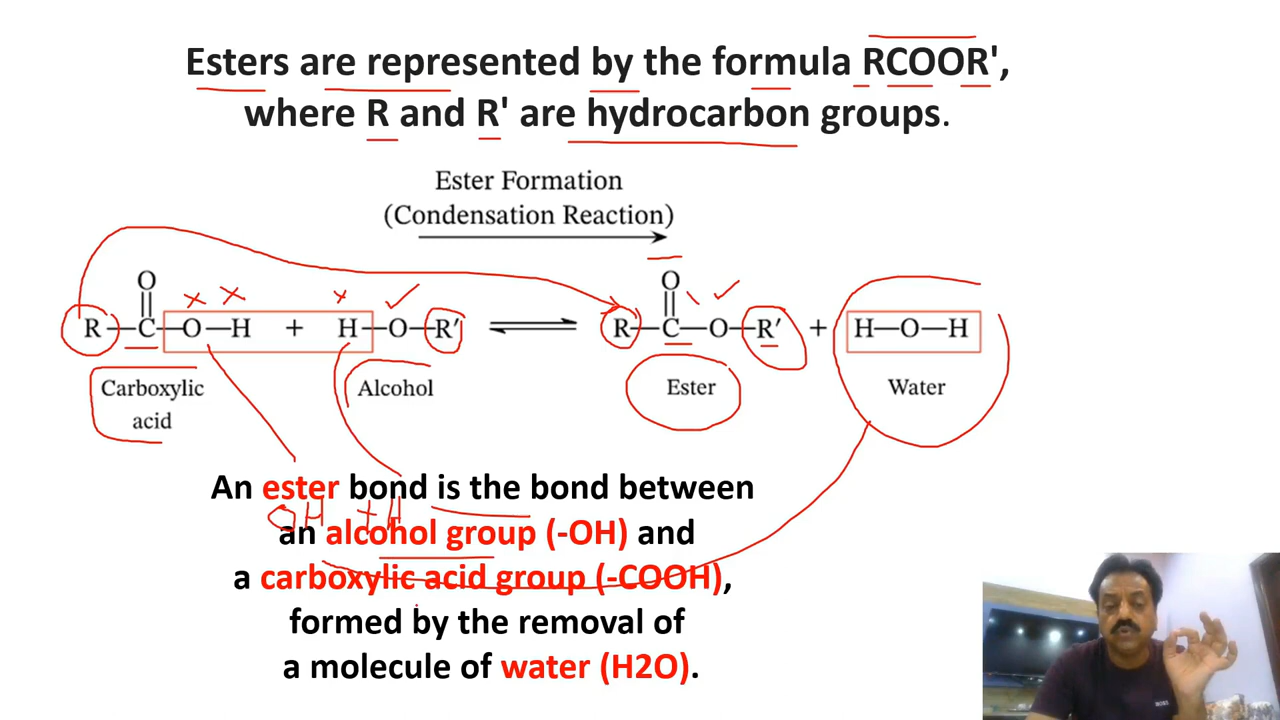 Esters are represented by the formula RCOOR',
where R and R' are hydrocarbon groups.
Ester Formation
(Condensation Reaction)
O
O
R—C—O—H + H—O—R′
R—C—O—R′ + H—O—H
Carboxylic
acid
Alcohol
Ester
Water
An ester bond is the bond between
OH + H
an alcohol group (-OH) and
a carboxylic acid group (-COOH),
formed by the removal of
a molecule of water (H2O).